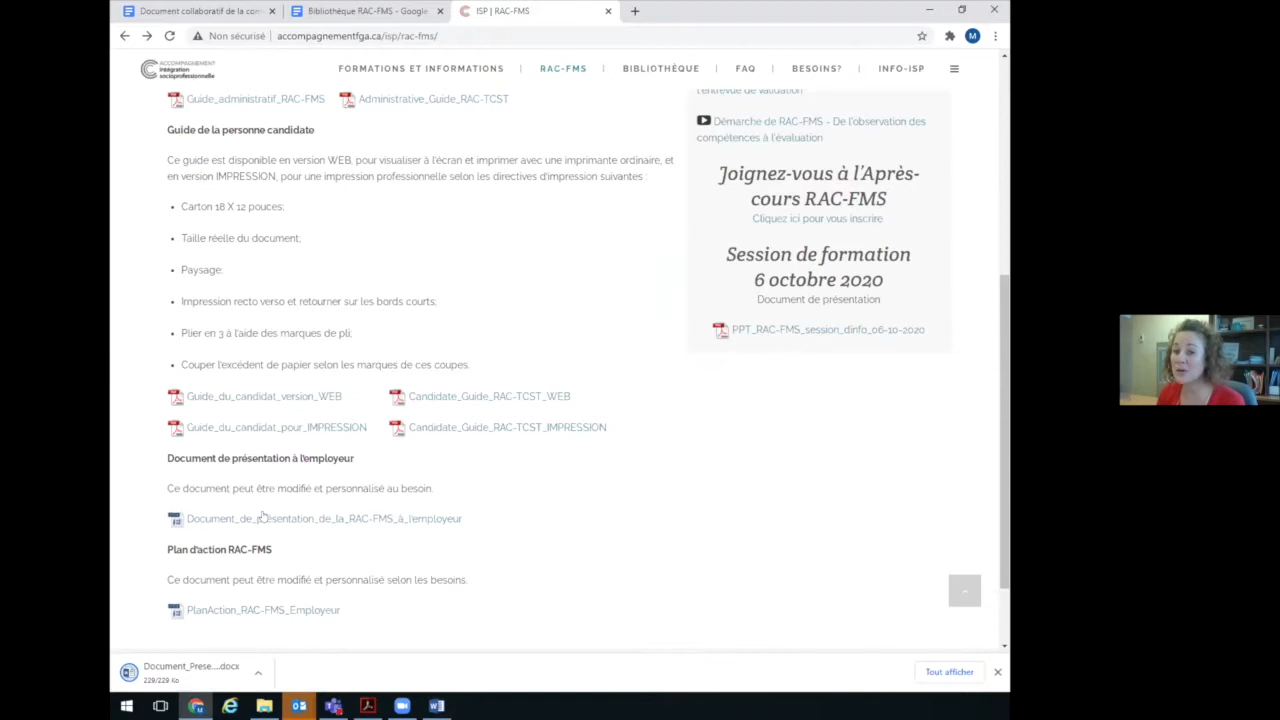 Document collaboratif de la con
Bibliothèque RAC-FMS - Google
ISP | RAC-FMS
Non sécurisé
accompagnementfga.ca/isp/rac-fms/
M
ACCOMPAGNEMENT
Intégration
socioprofessionnelle
FORMATIONS ET INFORMATIONS | RAC-FMS | BIBLIOTHÈQUE | FAQ | BESOINS? | INFO-ISP
Guide_administratif_RAC-FMS
Administrative_Guide_RAC-TCST
Guide de la personne candidate
Ce guide est disponible en version WEB, pour visualiser à l'écran et imprimer avec une imprimante ordinaire, et
en version IMPRESSION, pour une impression professionnelle selon les directives d'impression suivantes :
• Carton 18 X 12 pouces;
• Taille réelle du document;
• Paysage;
• Impression recto verso et retourner sur les bords courts;
• Plier en 3 à l'aide des marques de pli;
• Couper l'excédent de papier selon les marques de ces coupes.
Guide_du_candidat_version_WEB
Candidate_Guide_RAC-TCST_WEB
Guide_du_candidat_pour_IMPRESSION
Candidate_Guide_RAC-TCST_IMPRESSION
Document de présentation à l'employeur
Ce document peut être modifié et personnalisé au besoin.
Document_de_présentation_de_la_RAC-FMS_à_l'employeur
Plan d'action RAC-FMS
Ce document peut être modifié et personnalisé selon les besoins.
PlanAction_RAC-FMS_Employeur
l'entrevue de validation
Démarche de RAC-FMS - De l'observation des
compétences à l'évaluation
Joignez-vous à l'Après-
cours RAC-FMS
Cliquez ici pour vous inscrire
Session de formation
6 octobre 2020
Document de présentation
PPT_RAC-FMS_session_dinfo_06-10-2020
Document_Prese....docx
229/229 Ko
Tout afficher